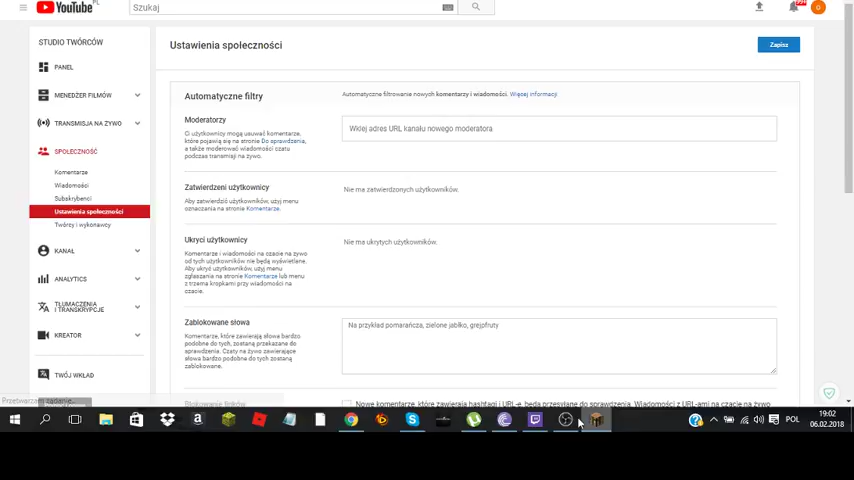 YouTube PL
Szukaj
99+
STUDIO TWÓRCÓW
PANEL
MENEDŻER FILMÓW
TRANSMISJA NA ŻYWO
SPOŁECZNOŚĆ
Komentarze
Wiadomości
Subskrybenci
Ustawienia społeczności
Twórcy i wykonawcy
KANAŁ
ANALYTICS
TŁUMACZENIA
I TRANSKRYPCJE
KREATOR
TWÓJ WKŁAD
Przetwarzam żądanie...
Ustawienia społeczności
Zapisz
Automatyczne filtry
Automatyczne filtrowanie nowych komentarzy i wiadomości. Więcej informacji
Moderatorzy
Wklej adres URL kanału nowego moderatora
Ci użytkownicy mogą usuwać komentarze,
które pojawią się na stronie Do sprawdzenia,
a także moderować wiadomości czatu
podczas transmisji na żywo.
Zatwierdzeni użytkownicy
Nie ma zatwierdzonych użytkowników.
Aby zatwierdzić użytkowników, użyj menu
oznaczania na stronie Komentarze.
Ukryci użytkownicy
Nie ma ukrytych użytkowników.
Komentarze i wiadomości na czacie na żywo
od tych użytkowników nie będą wyświetlane.
Aby ukryć użytkowników, użyj menu
zgłaszania na stronie Komentarze lub menu
z trzema kropkami przy wiadomości na
czacie.
Zablokowane słowa
Na przykład pomarańcza, zielone jabłko, grejpfruty
Komentarze, które zawierają słowa bardzo
podobne do tych, zostaną przekazane do
sprawdzenia. Czaty na żywo zawierające
słowa bardzo podobne do tych zostaną
zablokowane.
Blokowanie linków
Nowe komentarze, które zawierają hashtagi i URL-e, będą przesyłane do sprawdzenia. Wiadomości z URL-ami na czacie na żywo
POL
19:02
06.02.2018